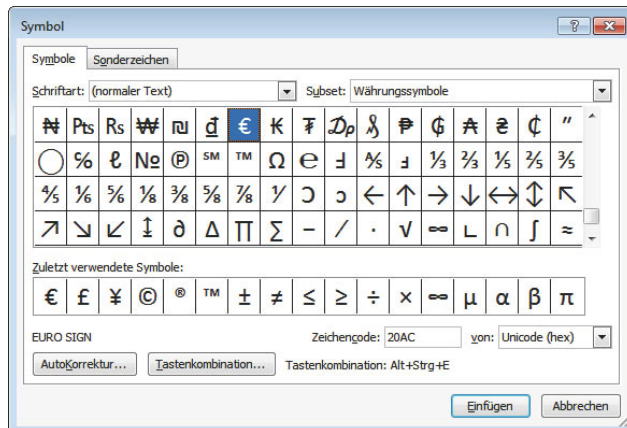 Symbol
Symbole Sonderzeichen
Schriftart: (normaler Text) Subset: Währungssymbole
₦ Pts Rs ₩ ₪ ₫ € ₭ ₮ ₯ ₰ ₱ ₲ ₳ ₴ ₵ ″
◯ ℅ ℓ № ℗ SM TM Ω ℮ Ⅎ ⅍ ⅎ ⅓ ⅔ ⅕ ⅖ ⅗
⅘ ⅙ ⅚ ⅛ ⅜ ⅝ ⅞ ⅟ Ↄ ↄ ← ↑ → ↓ ↔ ↕ ↖
↗ ↘ ↙ ↨ ∂ ∆ ∏ ∑ − ∕ ∙ √ ∞ ∟ ∩ ∫ ≈
Zuletzt verwendete Symbole:
€ £ ¥ © ® TM ± ≠ ≤ ≥ ÷ × ∞ µ α β π
EURO SIGN Zeichencode: 20AC von: Unicode (hex)
AutoKorrektur... Tastenkombination... Tastenkombination: Alt+Strg+E
Einfügen Abbrechen